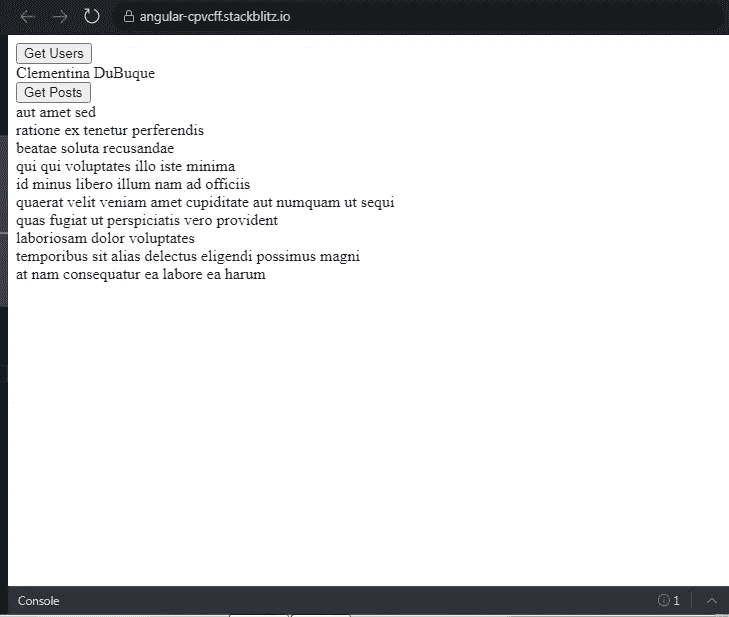 angular-cpvcff.stackblitz.io
Get Users
Clementina DuBuque
Get Posts
aut amet sed
ratione ex tenetur perferendis
beatae soluta recusandae
qui qui voluptates illo iste minima
id minus libero illum nam ad officiis
quaerat velit veniam amet cupiditate aut numquam ut sequi
quas fugiat ut perspiciatis vero provident
laboriosam dolor voluptates
temporibus sit alias delectus eligendi possimus magni
at nam consequatur ea labore ea harum
Console 1